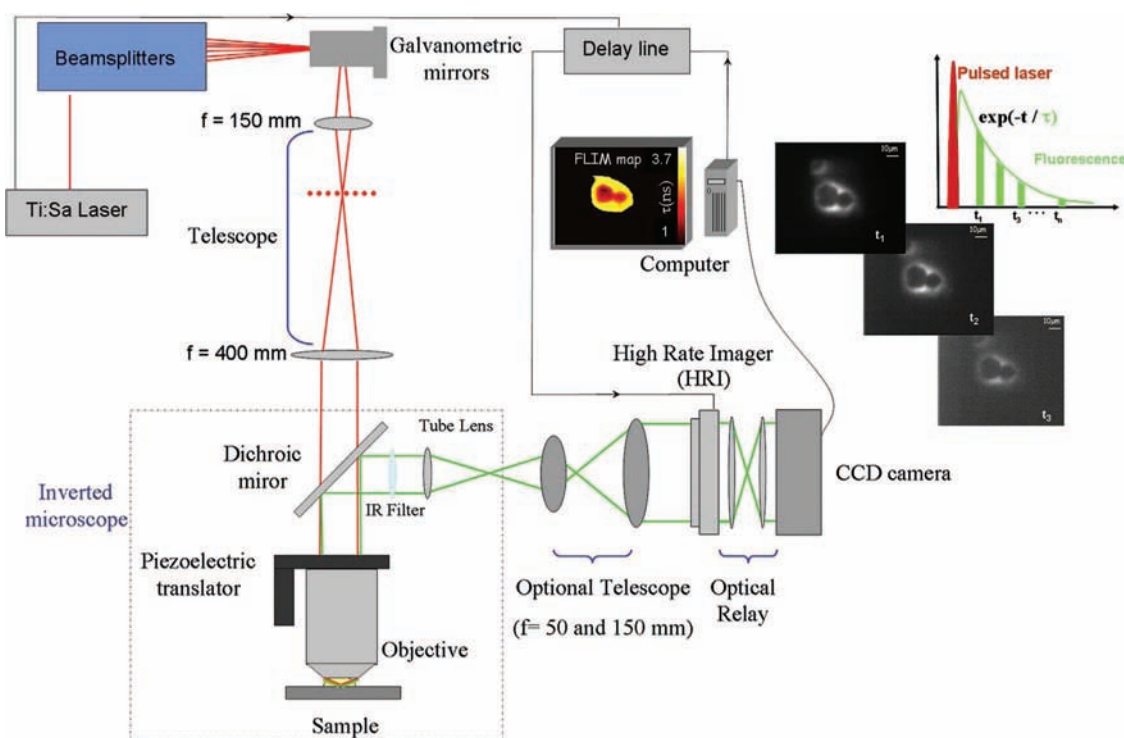 Beamsplitters
Galvanometric
mirrors
Delay line
f = 150 mm
Ti:Sa Laser
Telescope
f = 400 mm
FLIM map
3.7
τ(ns)
1
Computer
Pulsed laser
exp(-t / τ)
Fluorescence
t1 t3 ... tn
10µm
t1
10µm
t2
10µm
t3
High Rate Imager
(HRI)
CCD camera
Tube Lens
Dichroic
miror
IR Filter
Inverted
microscope
Piezoelectric
translator
Optional Telescope
(f= 50 and 150 mm)
Optical
Relay
Objective
Sample